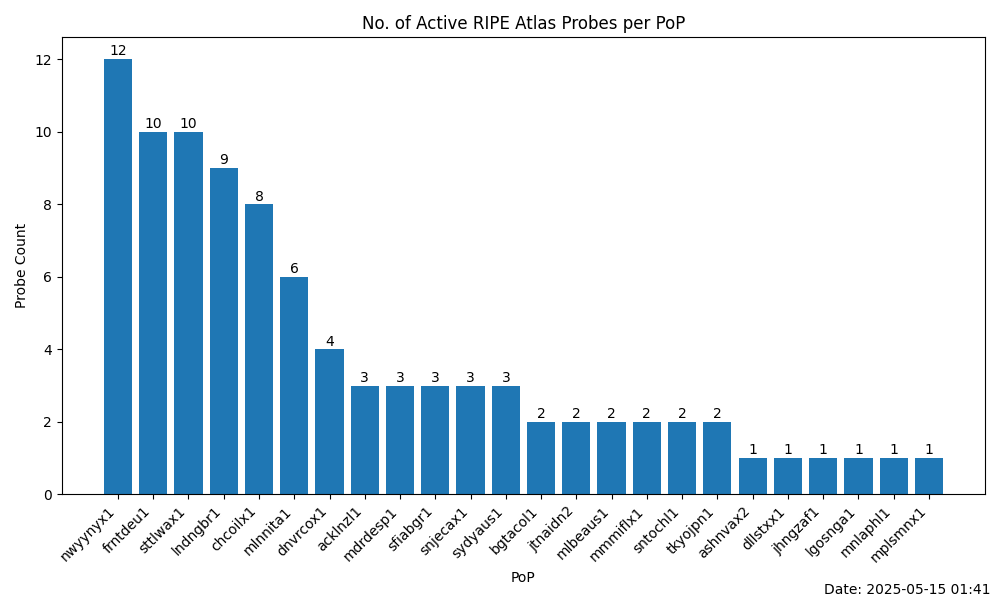 No. of Active RIPE Atlas Probes per PoP
Probe Count
12
10
8
6
4
2
0
12
10
10
9
8
6
4
3
3
3
3
3
2
2
2
2
2
2
1
1
1
1
1
1
nwyynyx1
frntdeu1
sttlwax1
lndngbr1
chcoilx1
mlnnita1
dnvrcox1
acklnzl1
mdrdesp1
sfiabgr1
snjecax1
sydyaus1
bgtacol1
jtnaidn2
mlbeaus1
mmmiflx1
sntochl1
tkyojpn1
ashnvax2
dllstxx1
jhngzaf1
lgosnga1
mnlaphl1
mplsmnx1
PoP
Date: 2025-05-15 01:41